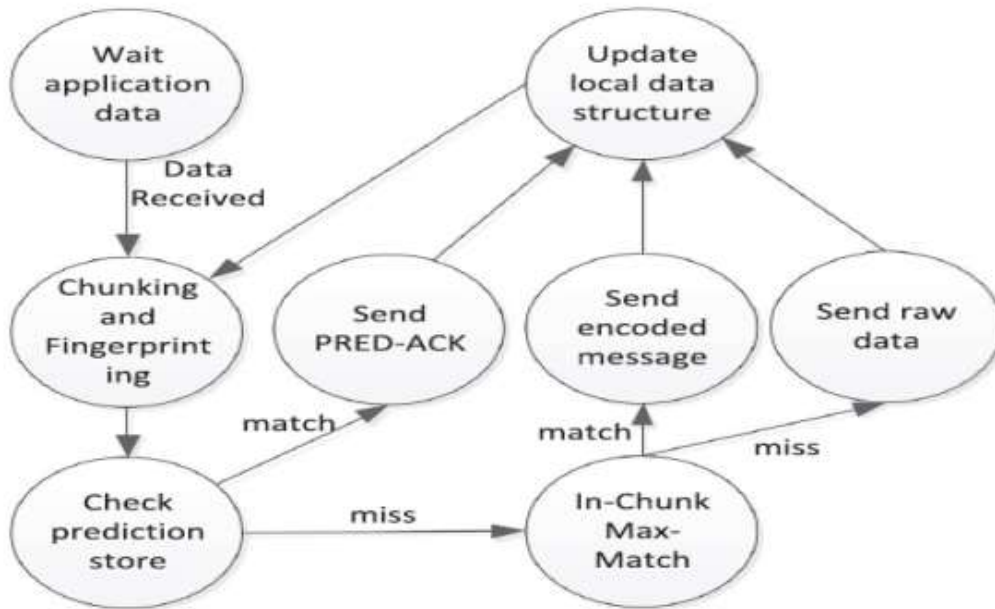 Wait
application
data
Update
local data
structure
Data
Received
Chunking
and
Fingerprint
ing
Send
PRED-ACK
Send
encoded
message
Send raw
data
match
match
miss
Check
prediction
store
miss
In-Chunk
Max-
Match